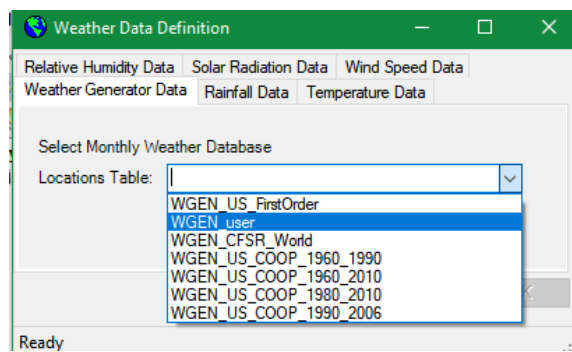 Weather Data Definition
Relative Humidity Data Solar Radiation Data Wind Speed Data
Weather Generator Data Rainfall Data Temperature Data
Select Monthly Weather Database
Locations Table:
WGEN_US_FirstOrder
WGEN_user
WGEN_CFSR_World
WGEN_US_COOP_1960_1990
WGEN_US_COOP_1960_2010
WGEN_US_COOP_1980_2010
WGEN_US_COOP_1990_2006
Ready